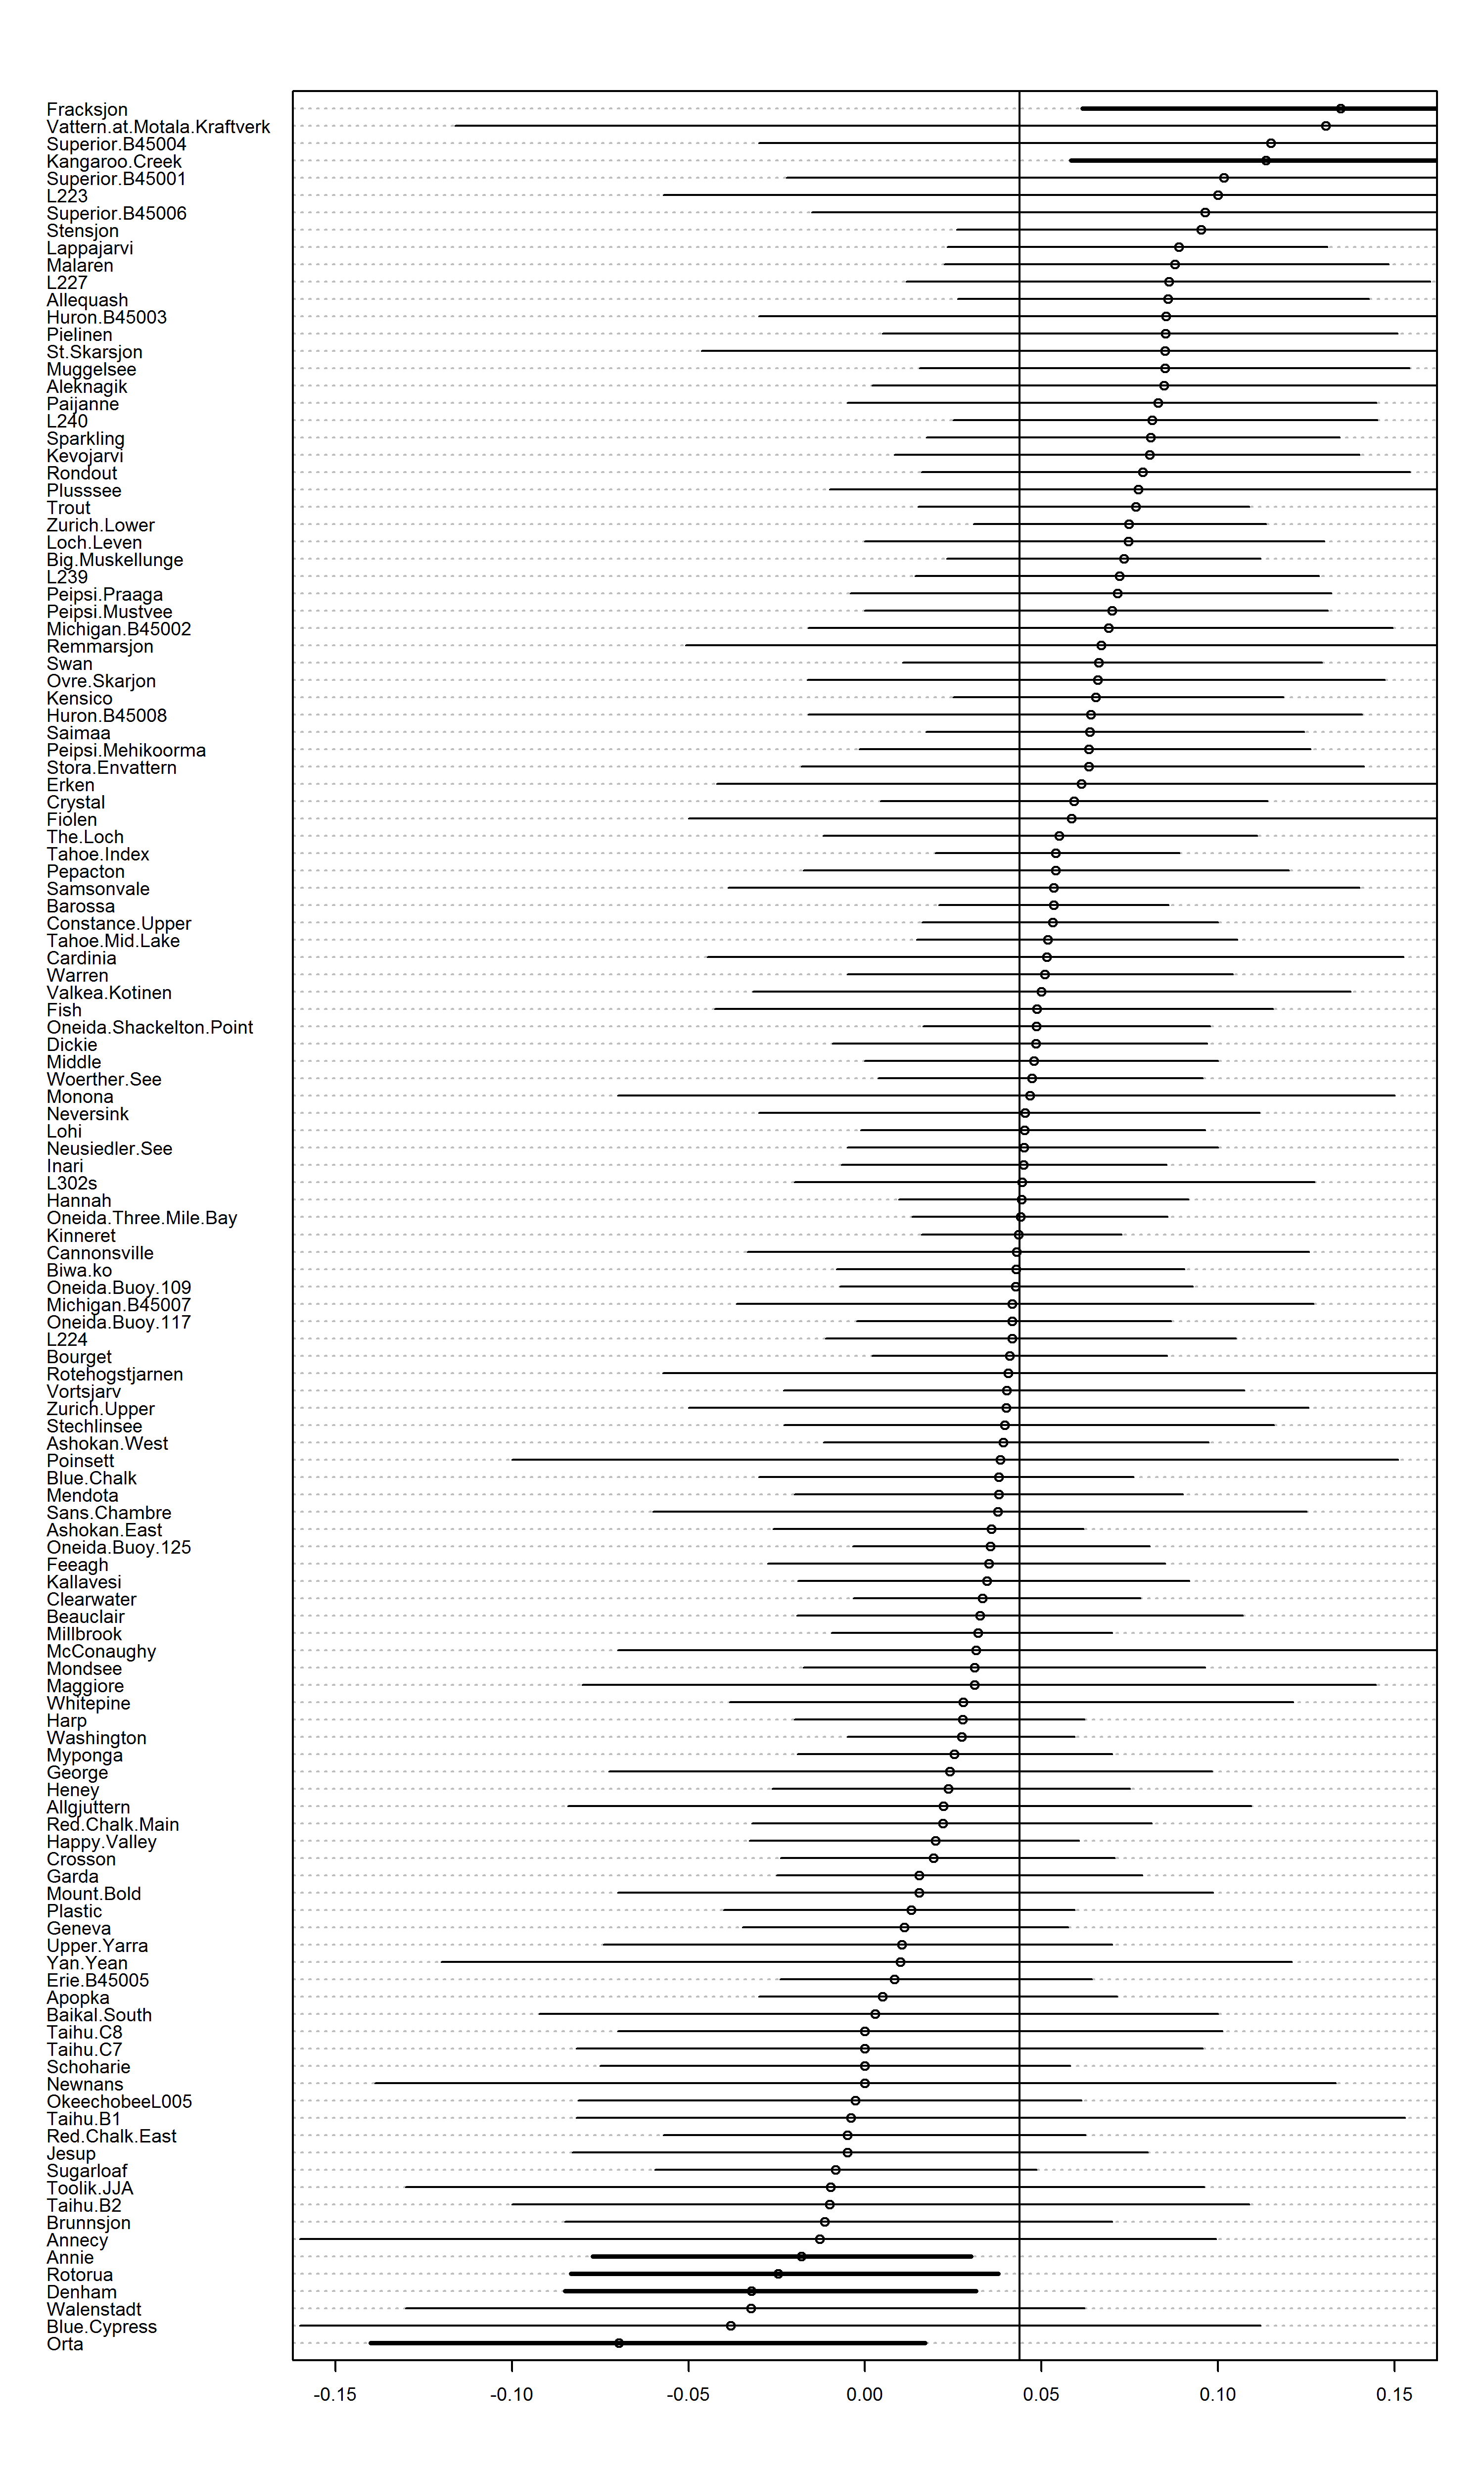 Fracksjon
Vattern.at.Motala.Kraftverk
Superior.B45004
Kangaroo.Creek
Superior.B45001
L223
Superior.B45006
Stensjon
Lappajarvi
Malaren
L227
Allequash
Huron.B45003
Pielinen
St.Skarsjon
Muggelsee
Aleknagik
Paijanne
L240
Sparkling
Kevojarvi
Rondout
Plusssee
Trout
Zurich.Lower
Loch.Leven
Big.Muskellunge
L239
Peipsi.Praaga
Peipsi.Mustvee
Michigan.B45002
Remmarsjon
Swan
Ovre.Skarjon
Kensico
Huron.B45008
Saimaa
Peipsi.Mehikoorma
Stora.Envattern
Erken
Crystal
Fiolen
The.Loch
Tahoe.Index
Pepacton
Samsonvale
Barossa
Constance.Upper
Tahoe.Mid.Lake
Cardinia
Warren
Valkea.Kotinen
Fish
Oneida.Shackelton.Point
Dickie
Middle
Woerther.See
Monona
Neversink
Lohi
Neusiedler.See
Inari
L302s
Hannah
Oneida.Three.Mile.Bay
Kinneret
Cannonsville
Biwa.ko
Oneida.Buoy.109
Michigan.B45007
Oneida.Buoy.117
L224
Bourget
Rotehogstjarnen
Vortsjarv
Zurich.Upper
Stechlinsee
Ashokan.West
Poinsett
Blue.Chalk
Mendota
Sans.Chambre
Ashokan.East
Oneida.Buoy.125
Feeagh
Kallavesi
Clearwater
Beauclair
Millbrook
McConaughy
Mondsee
Maggiore
Whitepine
Harp
Washington
Myponga
George
Heney
Allgjuttern
Red.Chalk.Main
Happy.Valley
Crosson
Garda
Mount.Bold
Plastic
Geneva
Upper.Yarra
Yan.Yean
Erie.B45005
Apopka
Baikal.South
Taihu.C8
Taihu.C7
Schoharie
Newnans
OkeechobeeL005
Taihu.B1
Red.Chalk.East
Jesup
Sugarloaf
Toolik.JJA
Taihu.B2
Brunnsjon
Annecy
Annie
Rotorua
Denham
Walenstadt
Blue.Cypress
Orta
-0.15 -0.10 -0.05 0.00 0.05 0.10 0.15